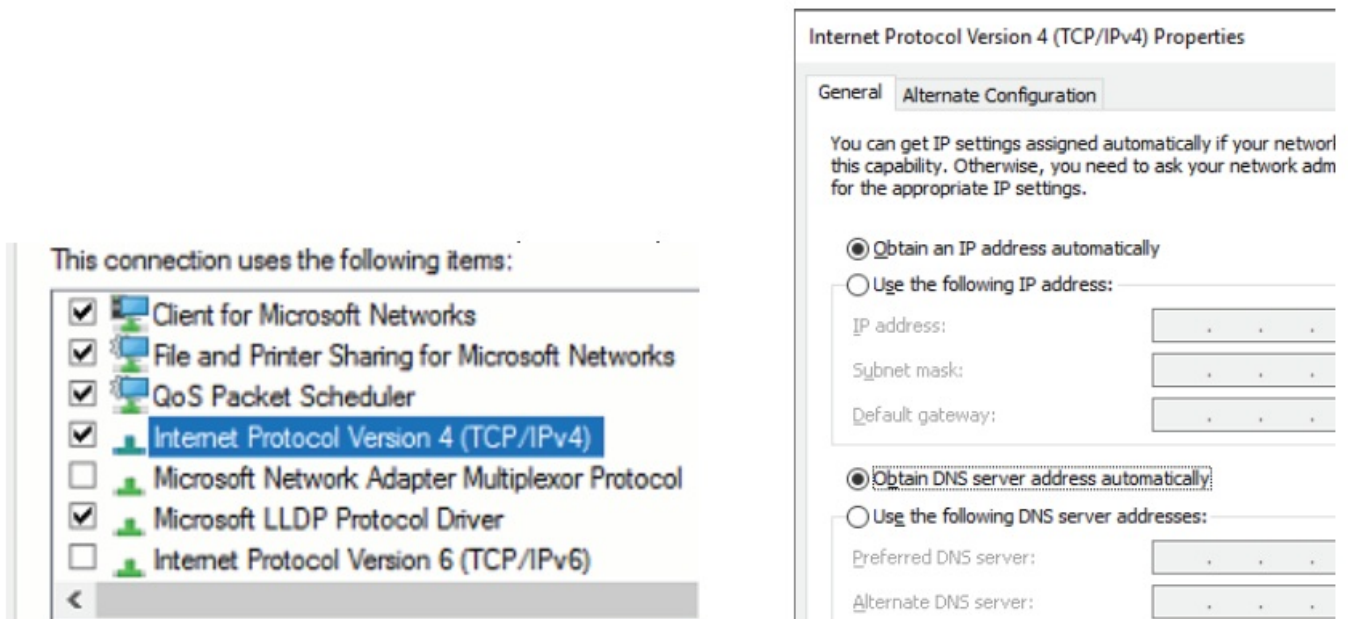 This connection uses the following items:
Client for Microsoft Networks
File and Printer Sharing for Microsoft Networks
QoS Packet Scheduler
Internet Protocol Version 4 (TCP/IPv4)
Microsoft Network Adapter Multiplexor Protocol
Microsoft LLDP Protocol Driver
Internet Protocol Version 6 (TCP/IPv6)
Internet Protocol Version 4 (TCP/IPv4) Properties
General
Alternate Configuration
You can get IP settings assigned automatically if your networ
this capability. Otherwise, you need to ask your network adm
for the appropriate IP settings.
Obtain an IP address automatically
Use the following IP address:
IP address:
Subnet mask:
Default gateway:
Obtain DNS server address automatically
Use the following DNS server addresses:
Preferred DNS server:
Alternate DNS server: